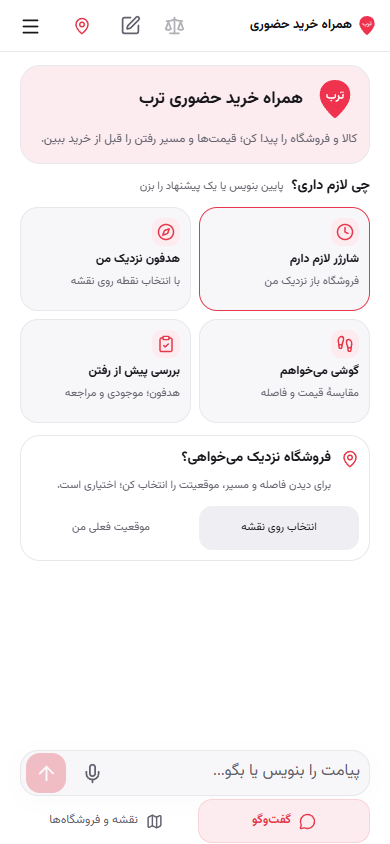 همراه خرید حضوری
ترب
ترب
همراه خرید حضوری ترب
کالا و فروشگاه را پیدا کن؛ قیمت‌ها و مسیر رفتن را قبل از خرید ببین.
چی لازم داری؟ پایین بنویس یا یک پیشنهاد را بزن
شارژر لازم دارم
فروشگاه باز نزدیک من
هدفون نزدیک من
با انتخاب نقطه روی نقشه
گوشی می‌خواهم
مقایسهٔ قیمت و فاصله
بررسی پیش از رفتن
هدفون؛ موجودی و مراجعه
فروشگاه نزدیک می‌خواهی؟
برای دیدن فاصله و مسیر، موقعیتت را انتخاب کن؛ اختیاری است.
انتخاب روی نقشه
موقعیت فعلی من
پیامت را بنویس یا بگو...
گفت‌وگو
نقشه و فروشگاه‌ها